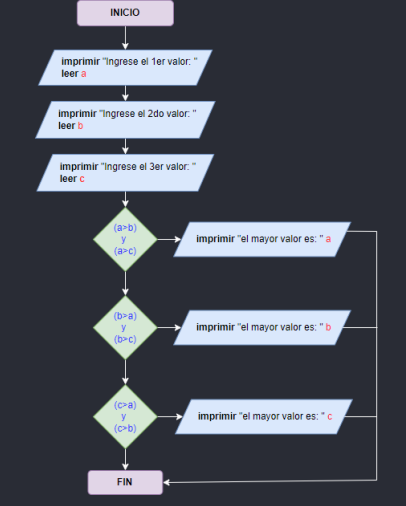 INICIO
imprimir "Ingrese el 1er valor: "
leer a
imprimir "Ingrese el 2do valor: "
leer b
imprimir "Ingrese el 3er valor: "
leer c
(a>b)
y
(a>c)
imprimir "el mayor valor es: " a
(b>a)
y
(b>c)
imprimir "el mayor valor es: " b
(c>a)
y
(c>b)
imprimir "el mayor valor es: " c
FIN